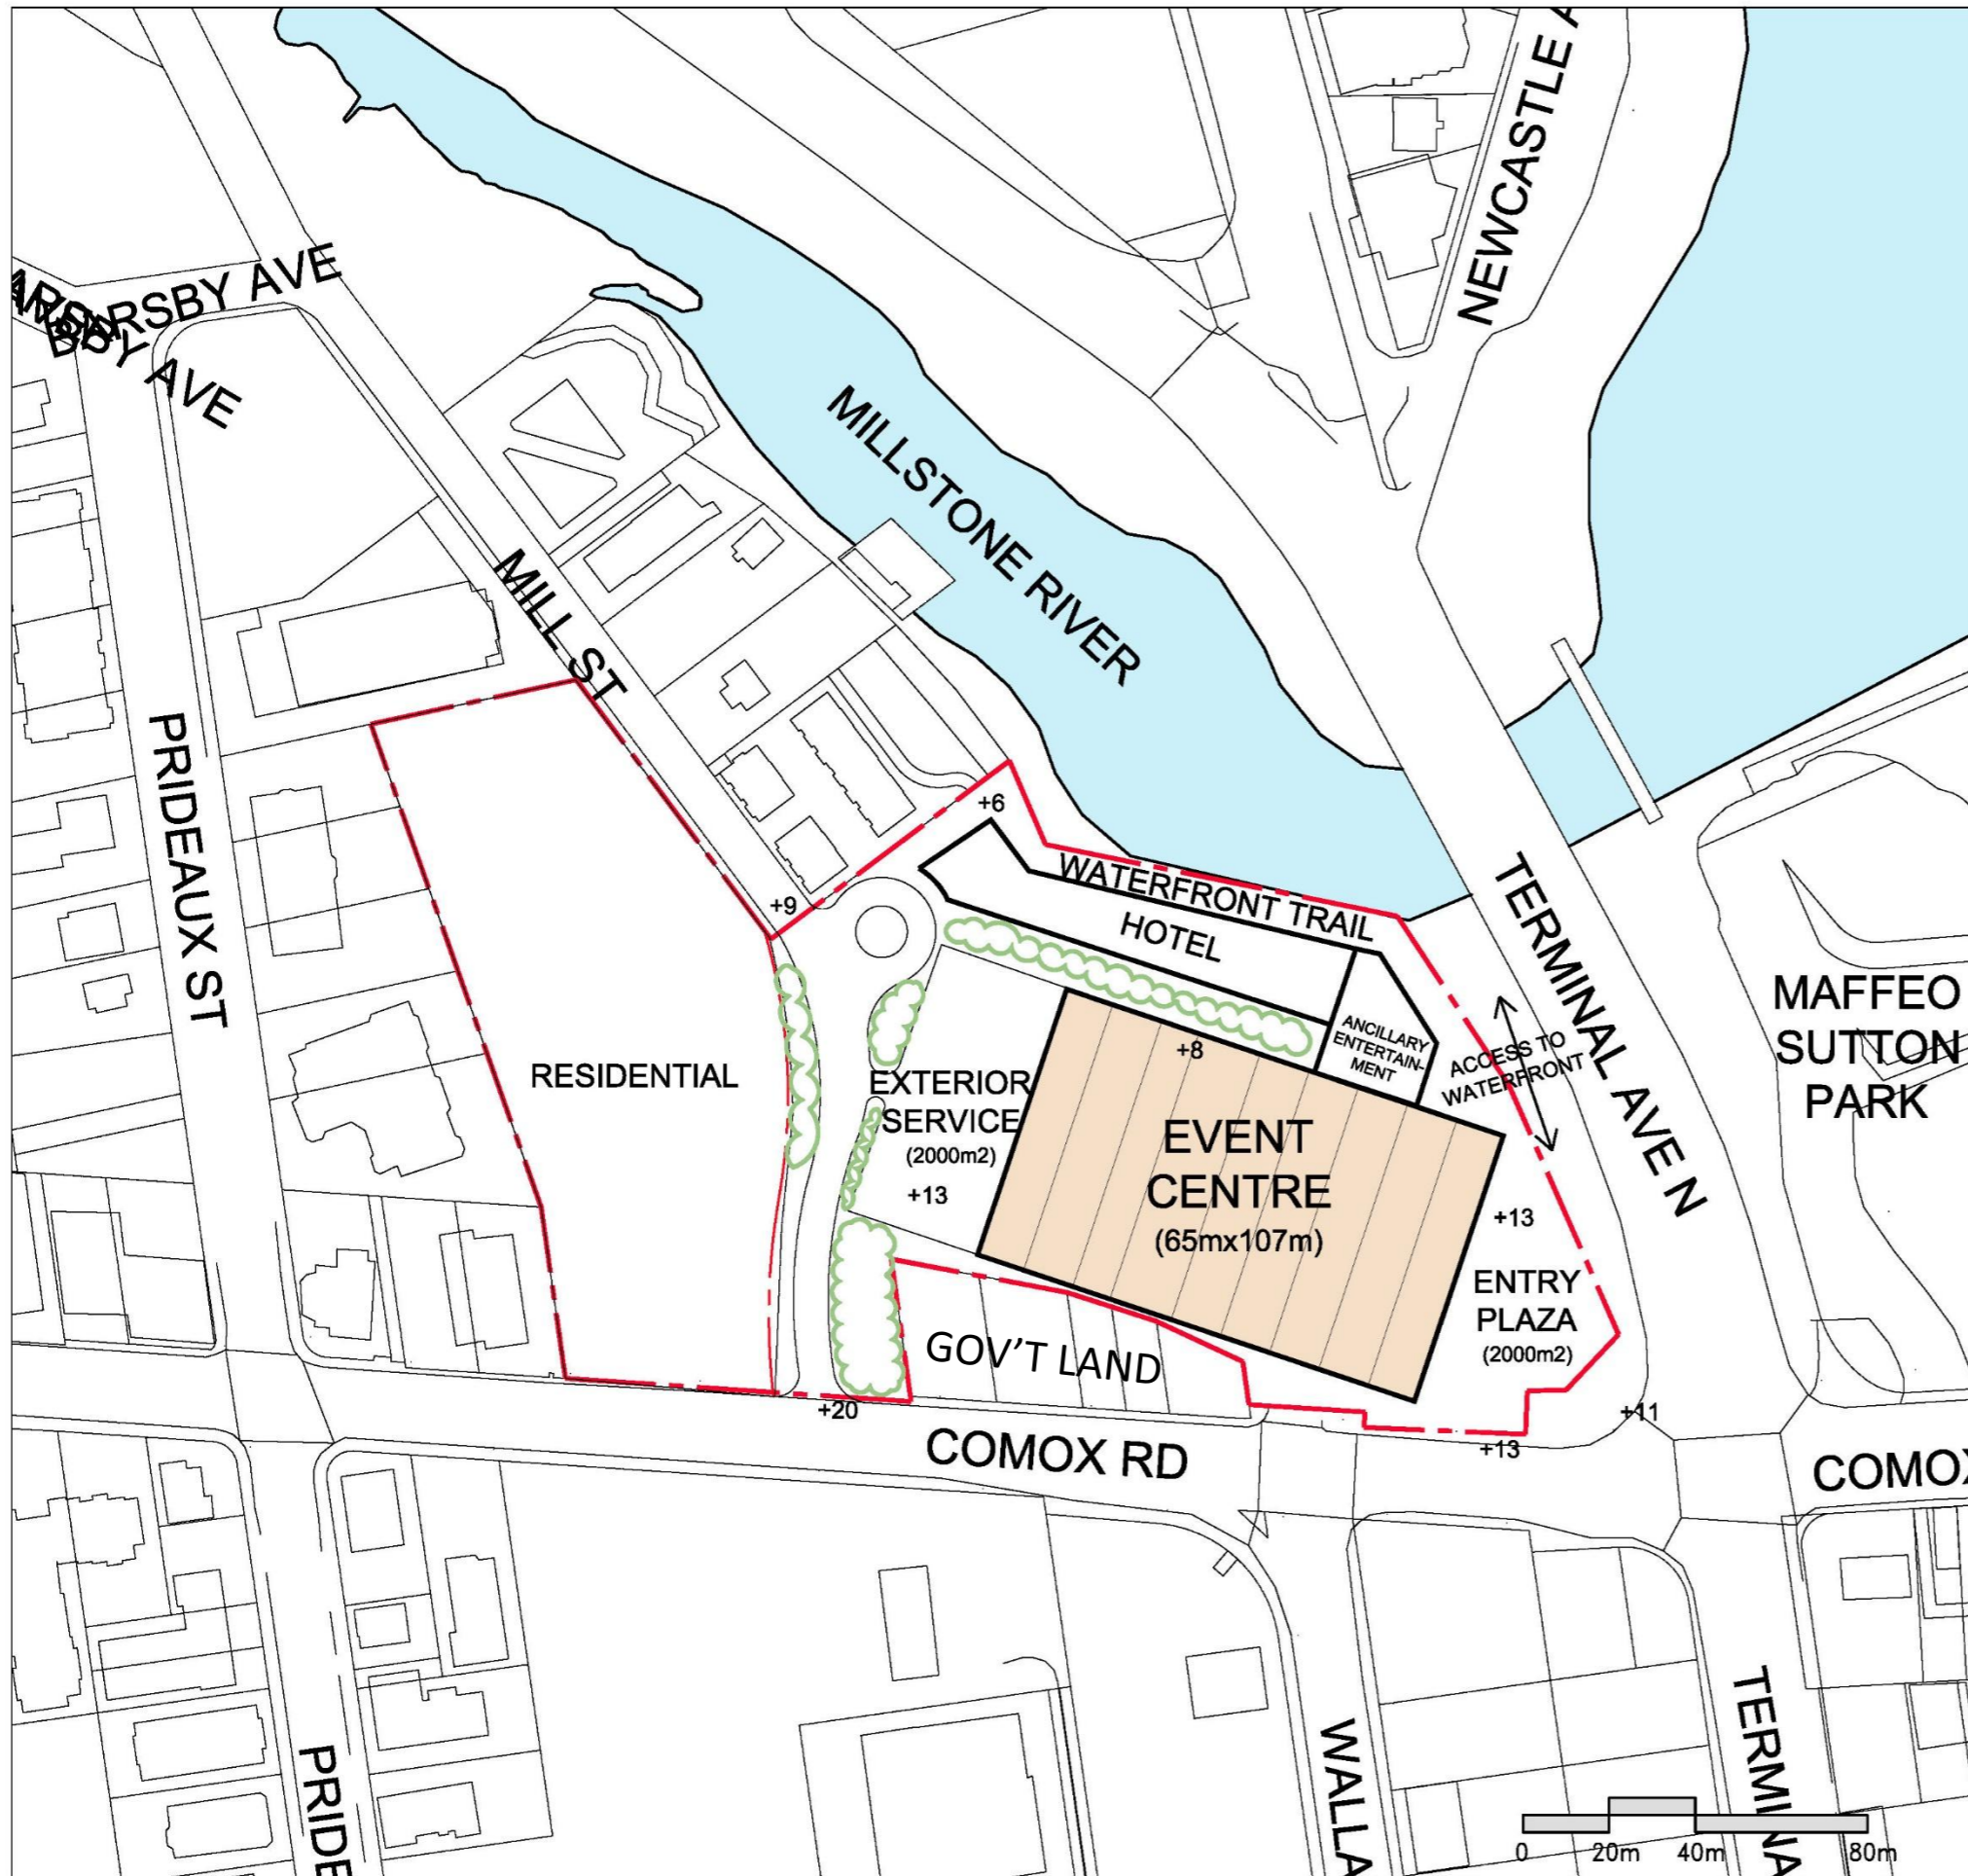 NEWCASTLE A
BARSBY AVE
BARSBY AVE
MILLSTONE RIVER
MILL ST
PRIDEAUX ST
+6
+9
WATERFRONT TRAIL
HOTEL
TERMINAL AVE N
MAFFEO
SUTTON
PARK
ANCILLARY
ENTERTAIN-
MENT
ACCESS TO
WATERFRONT
+8
RESIDENTIAL
EXTERIOR
SERVICE
(2000m2)
+13
EVENT
CENTRE
(65mx107m)
+13
ENTRY
PLAZA
(2000m2)
GOV'T LAND
+20
+11
+13
COMOX RD
COMOX
PRIDE
WALLA
TERMINA
0 20m 40m 80m